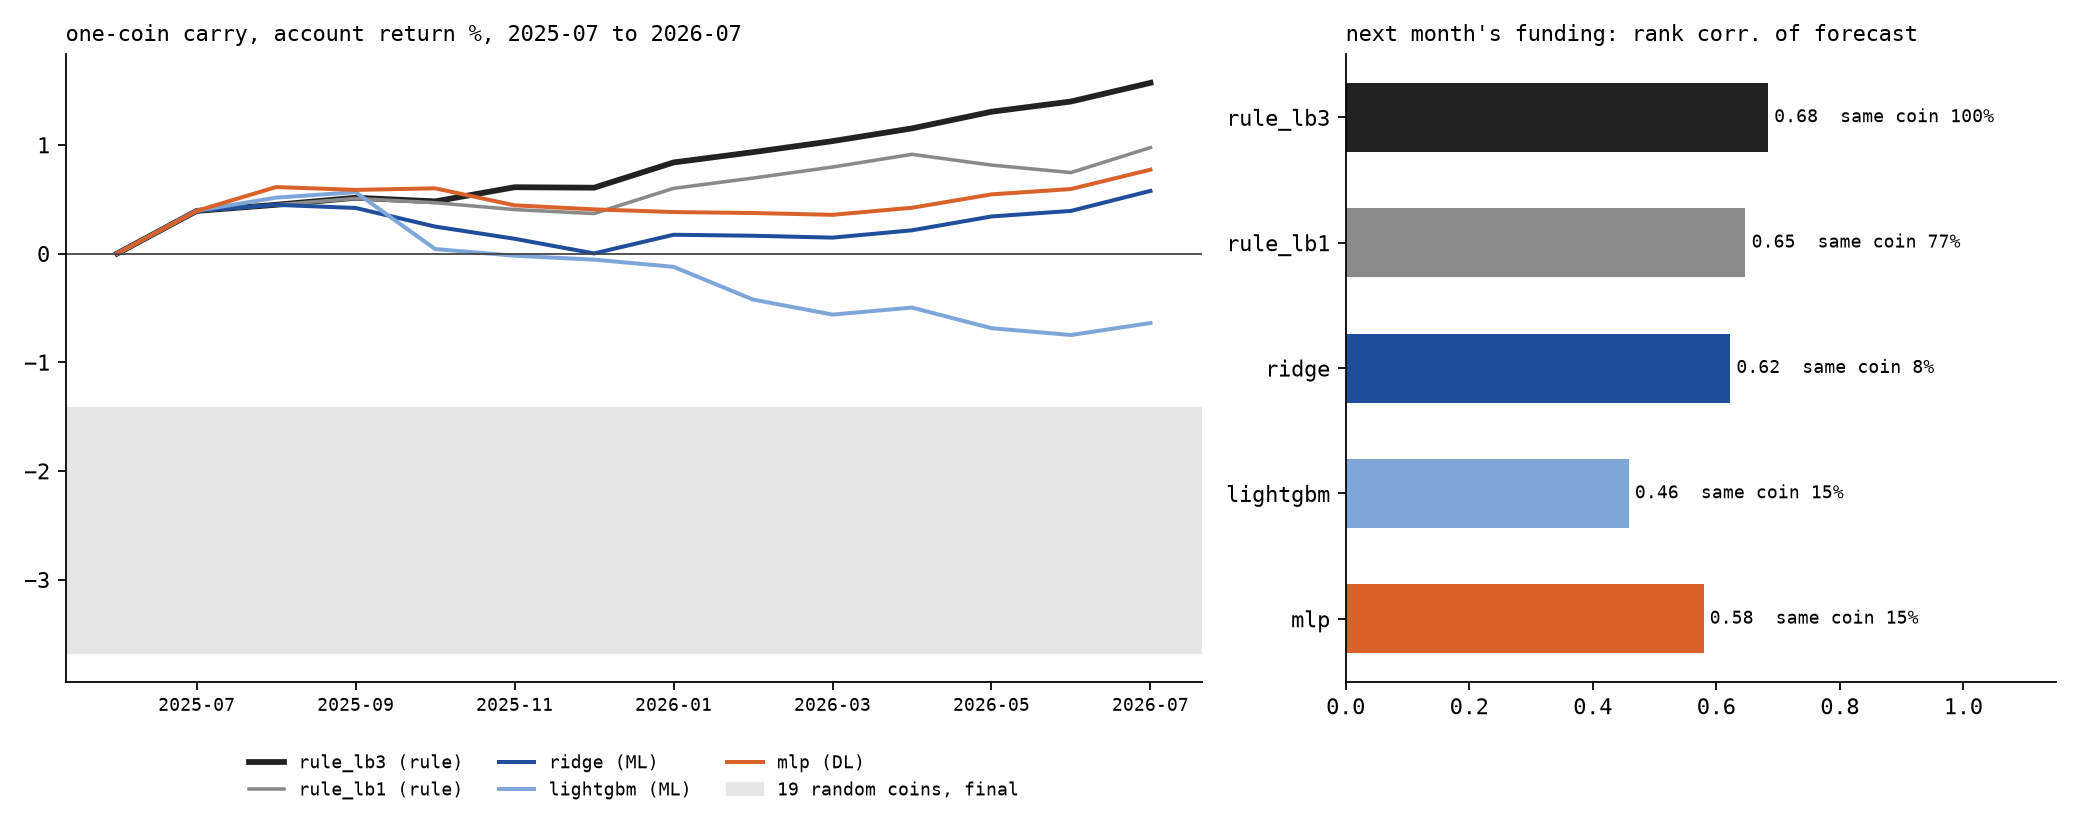 one-coin carry, account return %, 2025-07 to 2026-07
1
0
−1
−2
−3
2025-07
2025-09
2025-11
2026-01
2026-03
2026-05
2026-07
rule_lb3 (rule)
rule_lb1 (rule)
ridge (ML)
lightgbm (ML)
mlp (DL)
19 random coins, final
next month's funding: rank corr. of forecast
rule_lb3
0.68 same coin 100%
rule_lb1
0.65 same coin 77%
ridge
0.62 same coin 8%
lightgbm
0.46 same coin 15%
mlp
0.58 same coin 15%
0.0
0.2
0.4
0.6
0.8
1.0